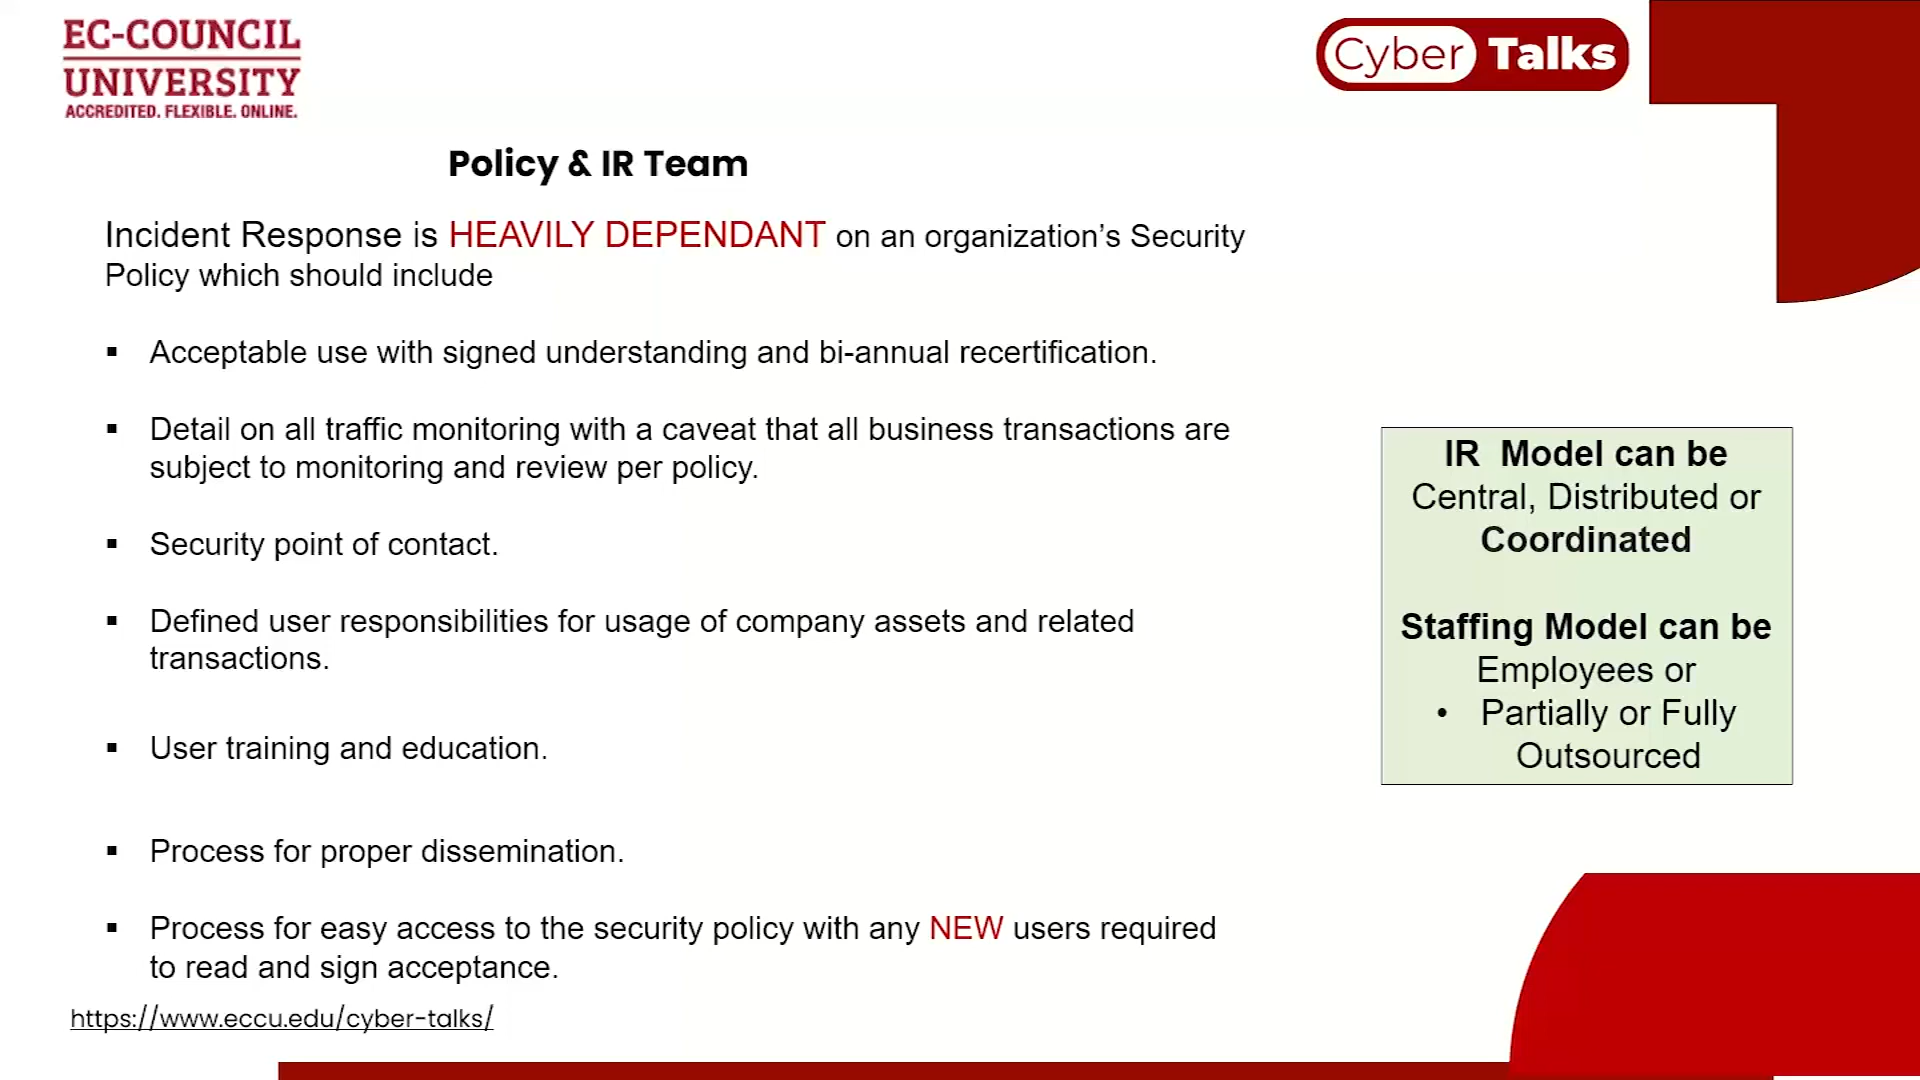 EC-COUNCIL
UNIVERSITY
ACCREDITED. FLEXIBLE. ONLINE.
Cyber Talks
Policy & IR Team
Incident Response is HEAVILY DEPENDANT on an organization's Security
Policy which should include
▪ Acceptable use with signed understanding and bi-annual recertification.
▪ Detail on all traffic monitoring with a caveat that all business transactions are
subject to monitoring and review per policy.
▪ Security point of contact.
▪ Defined user responsibilities for usage of company assets and related
transactions.
▪ User training and education.
▪ Process for proper dissemination.
▪ Process for easy access to the security policy with any NEW users required
to read and sign acceptance.
IR Model can be
Central, Distributed or
Coordinated
Staffing Model can be
Employees or
• Partially or Fully
Outsourced
https://www.eccu.edu/cyber-talks/